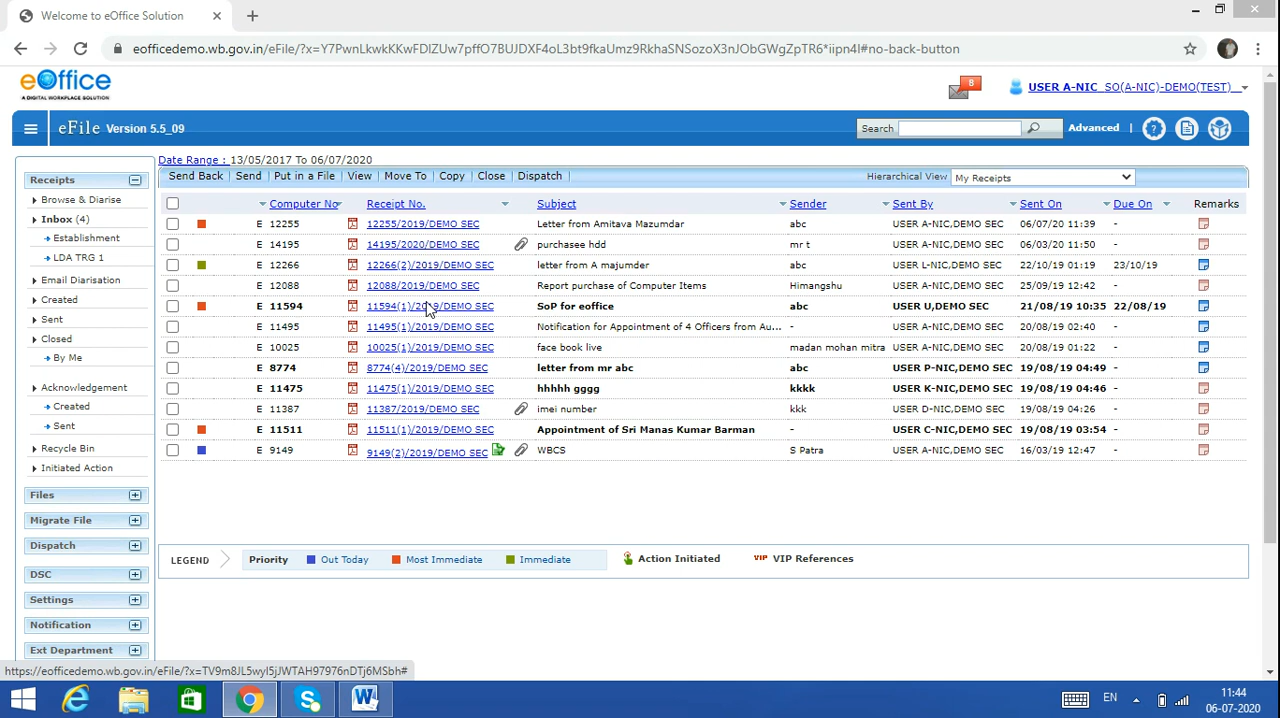 Welcome to eOffice Solution
eofficedemo.wb.gov.in/eFile/?x=Y7PwnLkwkKKwFDlZUw7pffO7BUJDXF4oL3bt9fkaUmz9RkhaSNSozoX3nJObGWgZpTR6*iipn4I#no-back-button
eOffice
A DIGITAL WORKPLACE SOLUTION
8
USER A-NIC SO(A-NIC)-DEMO(TEST)
eFile Version 5.5_09
Search
Advanced
Date Range : 13/05/2017 To 06/07/2020
Receipts
Send Back Send Put in a File View Move To Copy Close Dispatch
Hierarchical View My Receipts
Browse & Diarise
Inbox (4)
Establishment
LDA TRG 1
Email Diarisation
Created
Sent
Closed
By Me
Acknowledgement
Created
Sent
Recycle Bin
Initiated Action
Files
Migrate File
Dispatch
DSC
Settings
Notification
Ext Department
Computer No Receipt No. Subject Sender Sent By Sent On Due On Remarks
E 12255 12255/2019/DEMO SEC Letter from Amitava Mazumdar abc USER A-NIC,DEMO SEC 06/07/20 11:39 -
E 14195 14195/2020/DEMO SEC purchasee hdd mr t USER A-NIC,DEMO SEC 06/03/20 11:50 -
E 12266 12266(2)/2019/DEMO SEC letter from A majumder abc USER L-NIC,DEMO SEC 22/10/19 01:19 23/10/19
E 12088 12088/2019/DEMO SEC Report purchase of Computer Items Himangshu USER A-NIC,DEMO SEC 25/09/19 12:42 -
E 11594 11594(1)/2019/DEMO SEC SoP for eoffice abc USER U,DEMO SEC 21/08/19 10:35 22/08/19
E 11495 11495(1)/2019/DEMO SEC Notification for Appointment of 4 Officers from Au... - USER A-NIC,DEMO SEC 20/08/19 02:40 -
E 10025 10025(1)/2019/DEMO SEC face book live madan mohan mitra USER A-NIC,DEMO SEC 20/08/19 01:22 -
E 8774 8774(4)/2019/DEMO SEC letter from mr abc abc USER P-NIC,DEMO SEC 19/08/19 04:49 -
E 11475 11475(1)/2019/DEMO SEC hhhhh gggg kkkk USER K-NIC,DEMO SEC 19/08/19 04:46 -
E 11387 11387/2019/DEMO SEC imei number kkk USER D-NIC,DEMO SEC 19/08/19 04:26 -
E 11511 11511(1)/2019/DEMO SEC Appointment of Sri Manas Kumar Barman - USER C-NIC,DEMO SEC 19/08/19 03:54 -
E 9149 9149(2)/2019/DEMO SEC WBCS S Patra USER A-NIC,DEMO SEC 16/03/19 12:47 -
LEGEND Priority Out Today Most Immediate Immediate Action Initiated VIP VIP References
https://eofficedemo.wb.gov.in/eFile/?x=TV9m8JL5wyI5jJWTAH97976nDTj6MSbh#
EN
11:44
06-07-2020